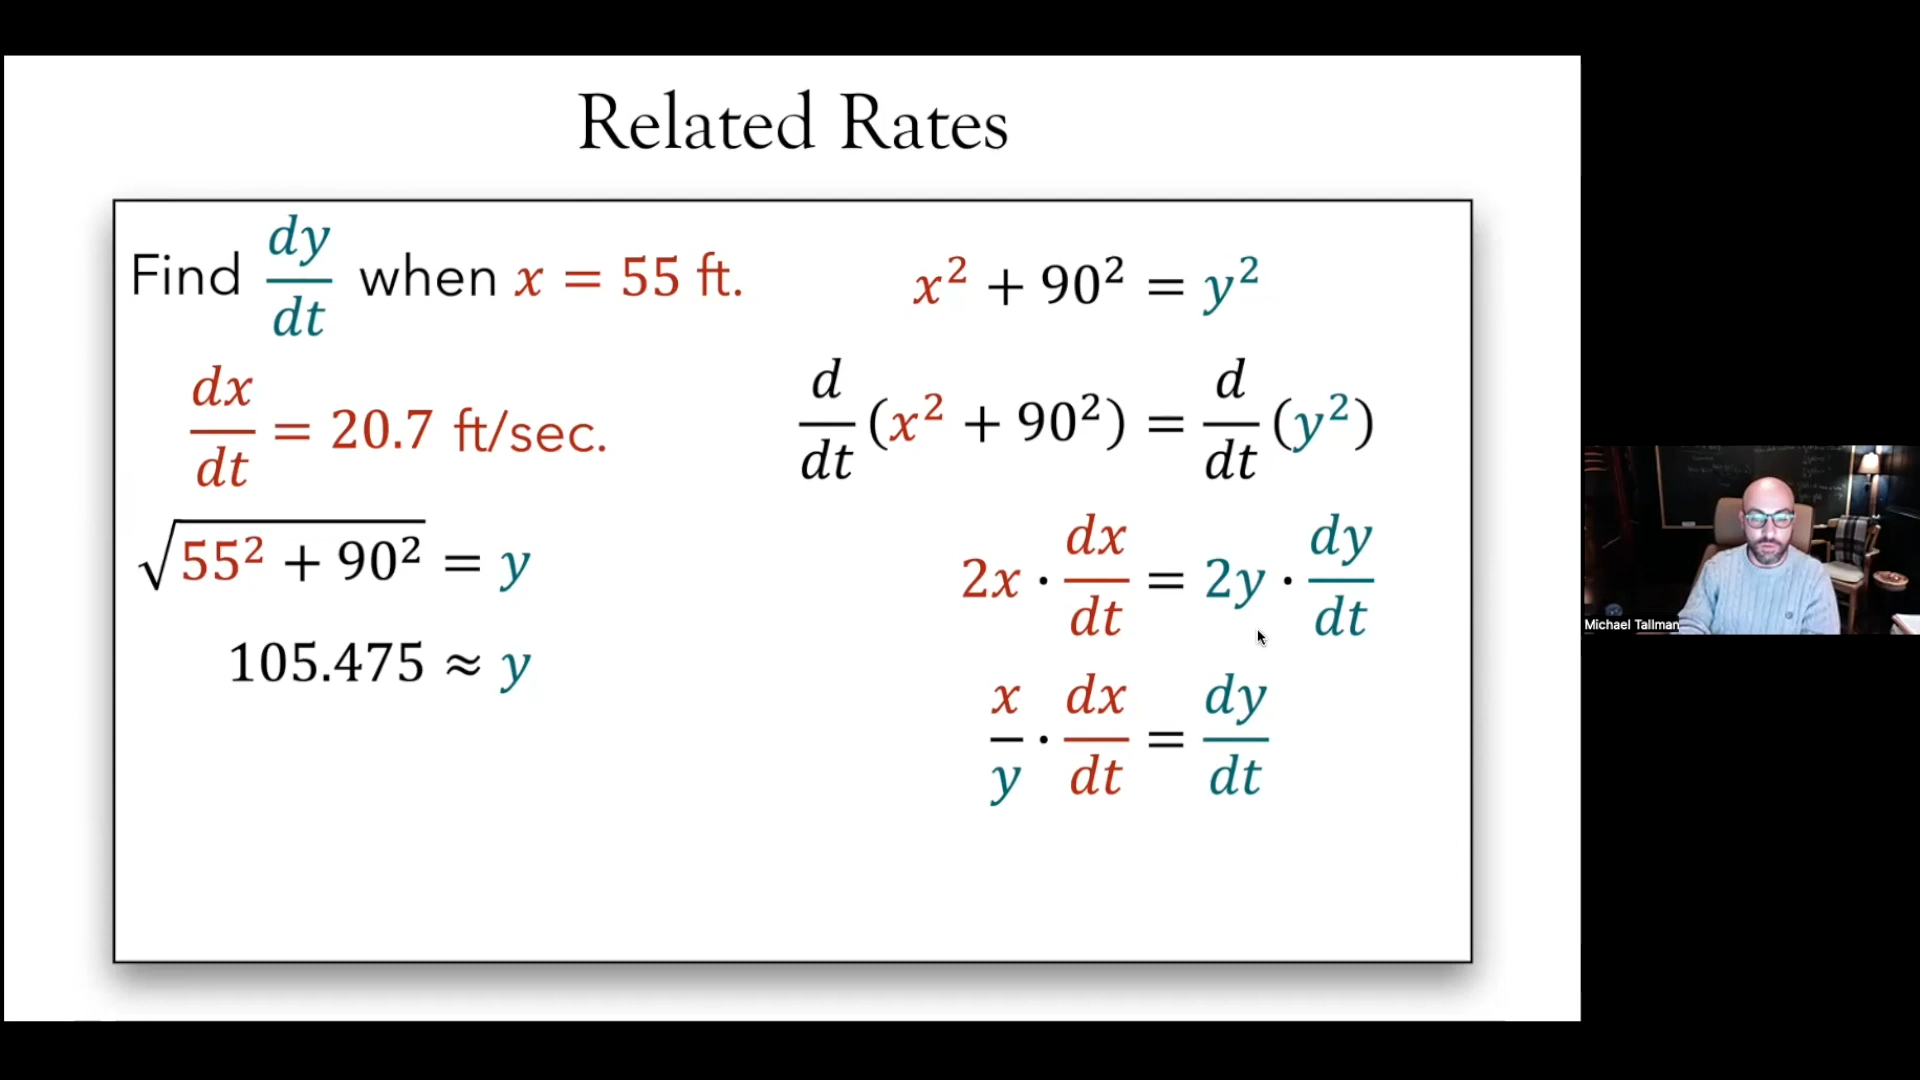 Related Rates
Find dy/dt when x = 55 ft.
dx/dt = 20.7 ft/sec.
√(55² + 90²) = y
105.475 ≈ y
x² + 90² = y²
d/dt (x² + 90²) = d/dt (y²)
2x · dx/dt = 2y · dy/dt
x/y · dx/dt = dy/dt
Michael Tallman